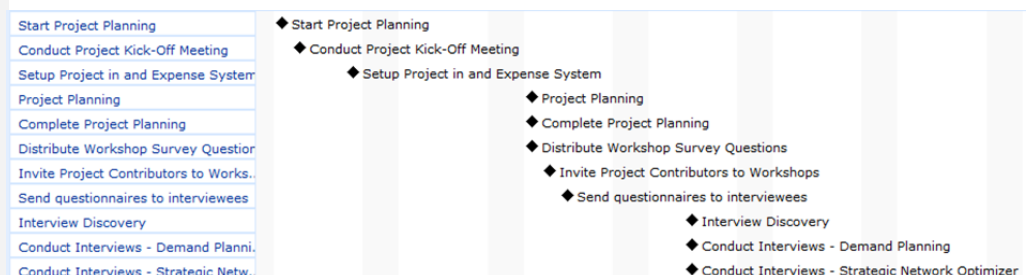 Start Project Planning Start Project Planning
Conduct Project Kick-Off Meeting Conduct Project Kick-Off Meeting
Setup Project in and Expense System Setup Project in and Expense System
Project Planning Project Planning
Complete Project Planning Complete Project Planning
Distribute Workshop Survey Question Distribute Workshop Survey Questions
Invite Project Contributors to Works... Invite Project Contributors to Workshops
Send questionnaires to interviewees Send questionnaires to interviewees
Interview Discovery Interview Discovery
Conduct Interviews - Demand Planni... Conduct Interviews - Demand Planning
Conduct Interviews - Strategic Netw... Conduct Interviews - Strategic Network Optimizer